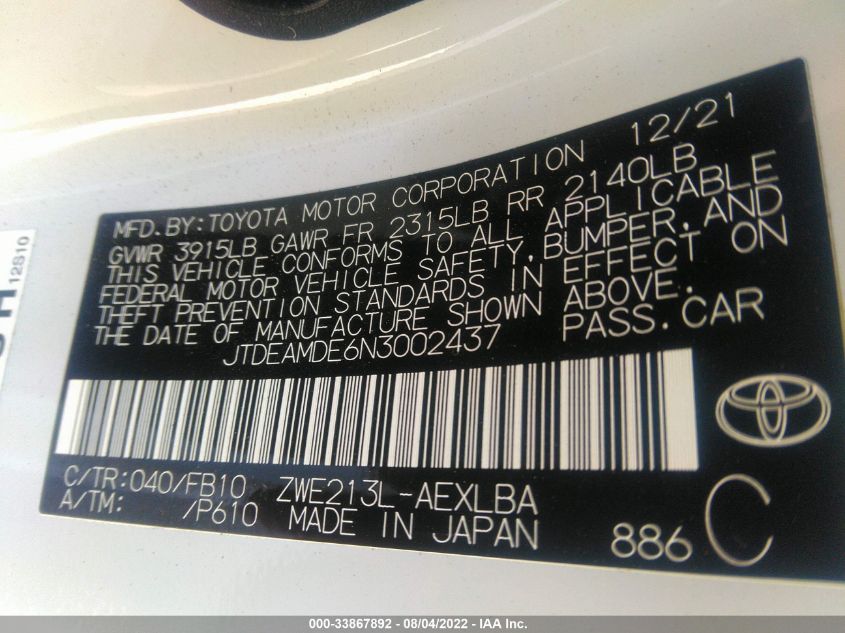 12/21
MFD.BY:TOYOTA MOTOR CORPORATION
GVWR 3915LB GAWR FR 2315LB RR 2140LB
THIS VEHICLE CONFORMS TO ALL APPLICABLE
FEDERAL MOTOR VEHICLE SAFETY,BUMPER,AND
THEFT PREVENTION STANDARDS IN EFFECT ON
THE DATE OF MANUFACTURE SHOWN ABOVE.
JTDEAMDE6N3002437 PASS.CAR
C/TR:040/FB10 ZWE213L-AEXLBA
A/TM: /P610 MADE IN JAPAN
886 C
12S10
000-33867892 - 08/04/2022 - IAA Inc.